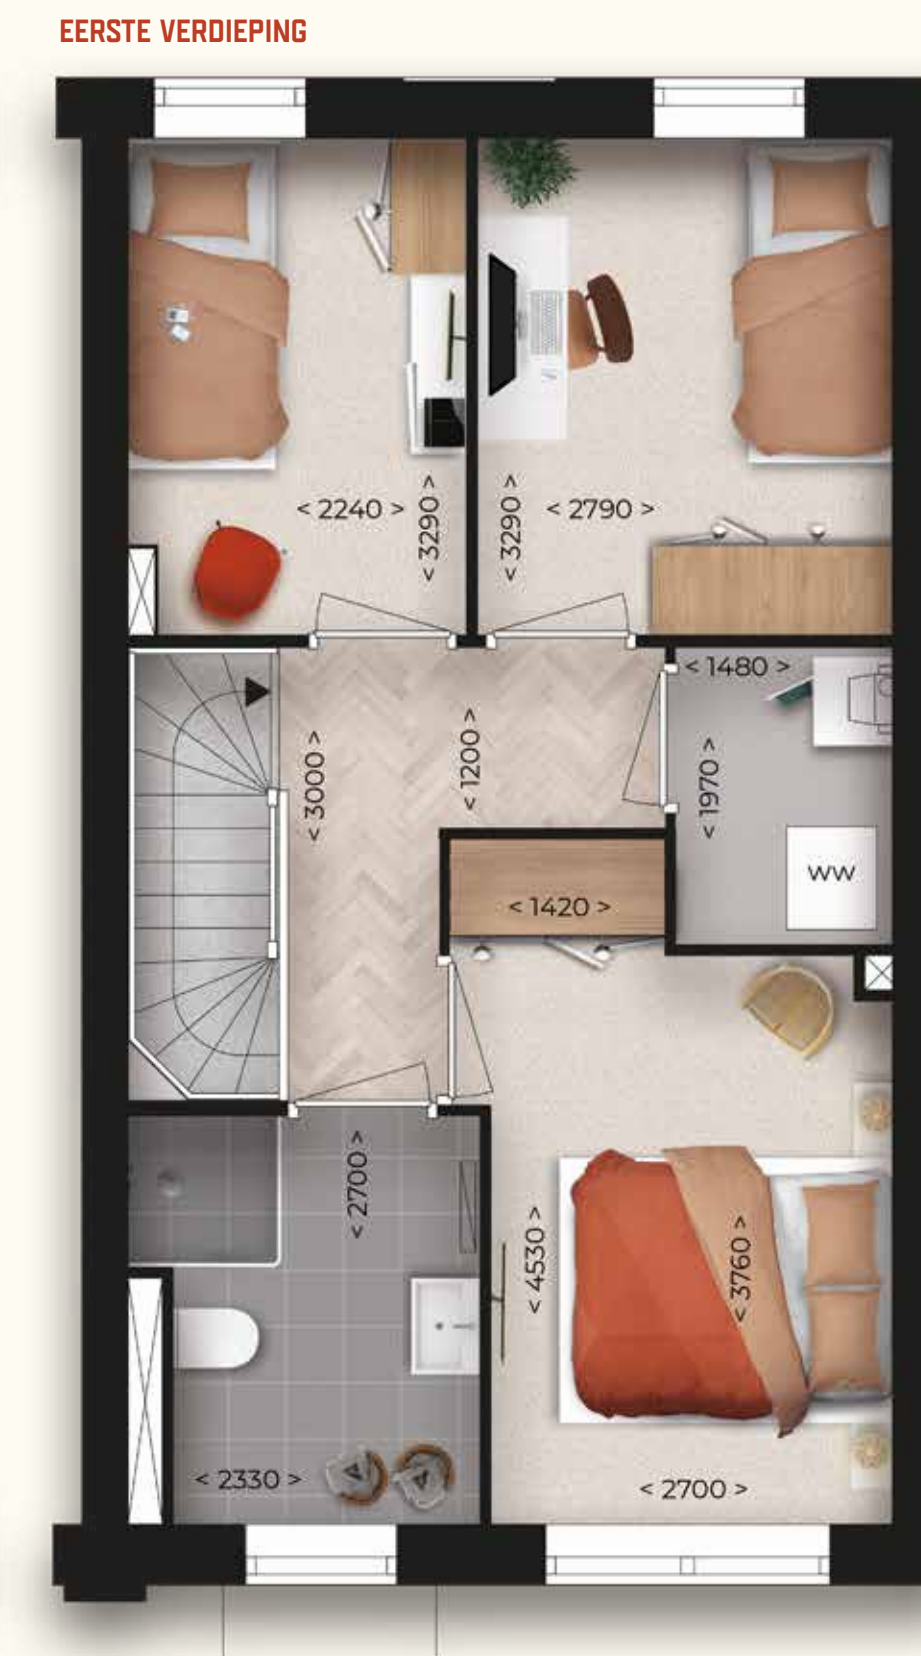 EERSTE VERDIEPING
< 2240 >
< 3290 >
< 3290 >
< 2790 >
< 1480 >
< 3000 >
< 1200 >
< 1970 >
WW
< 1420 >
< 2700 >
< 4530 >
< 3760 >
< 2330 >
< 2700 >